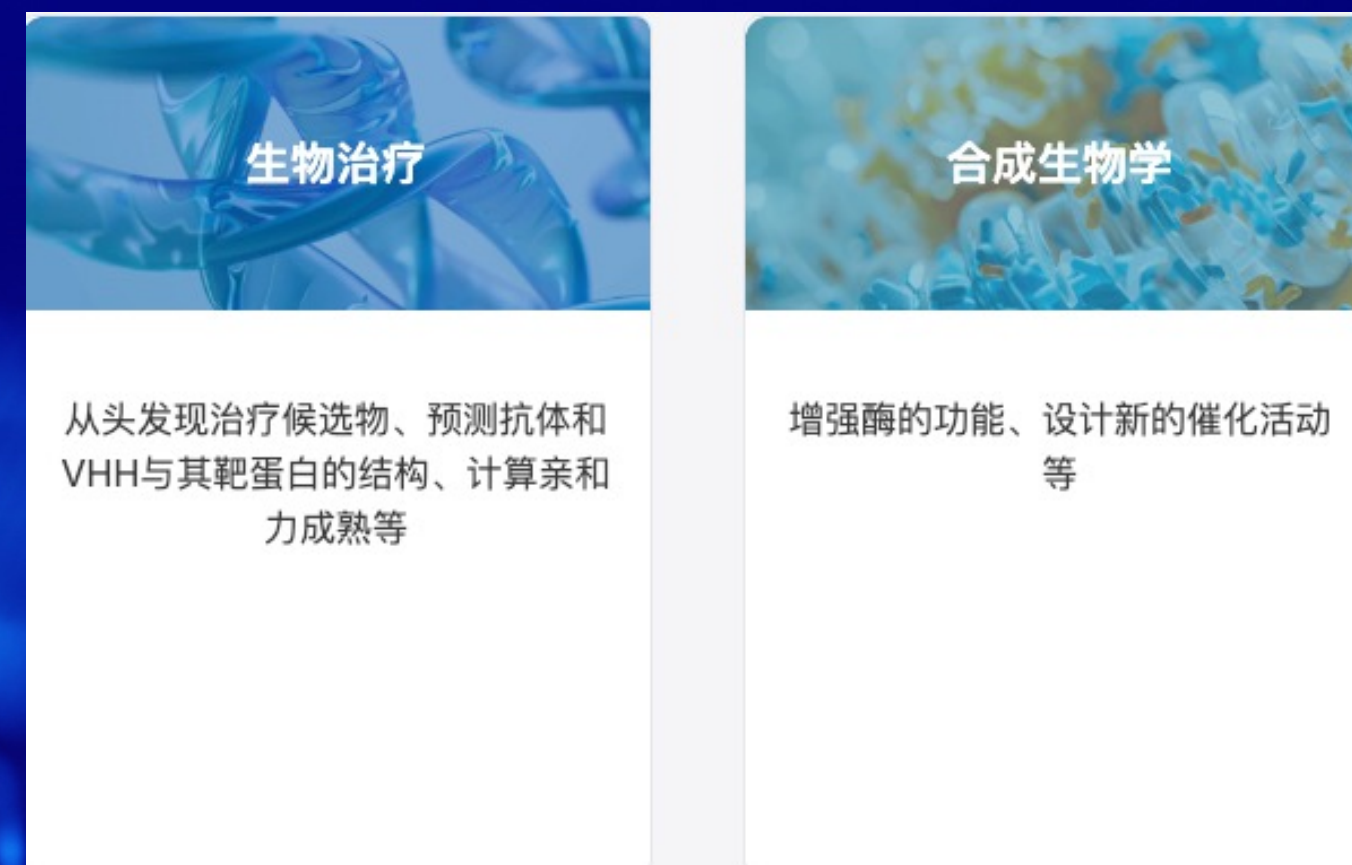 生物治疗
从头发现治疗候选物、预测抗体和
VHH与其靶蛋白的结构、计算亲和
力成熟等
合成生物学
增强酶的功能、设计新的催化活动
等